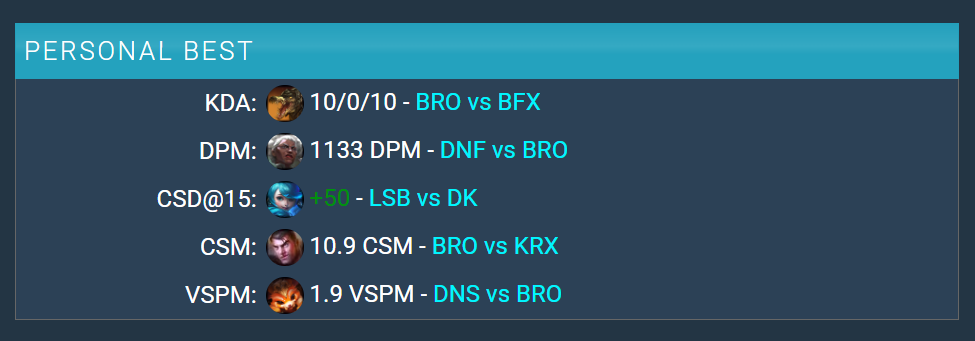 PERSONAL BEST
KDA: 10/0/10 - BRO vs BFX
DPM: 1133 DPM - DNF vs BRO
CSD@15: +50 - LSB vs DK
CSM: 10.9 CSM - BRO vs KRX
VSPM: 1.9 VSPM - DNS vs BRO